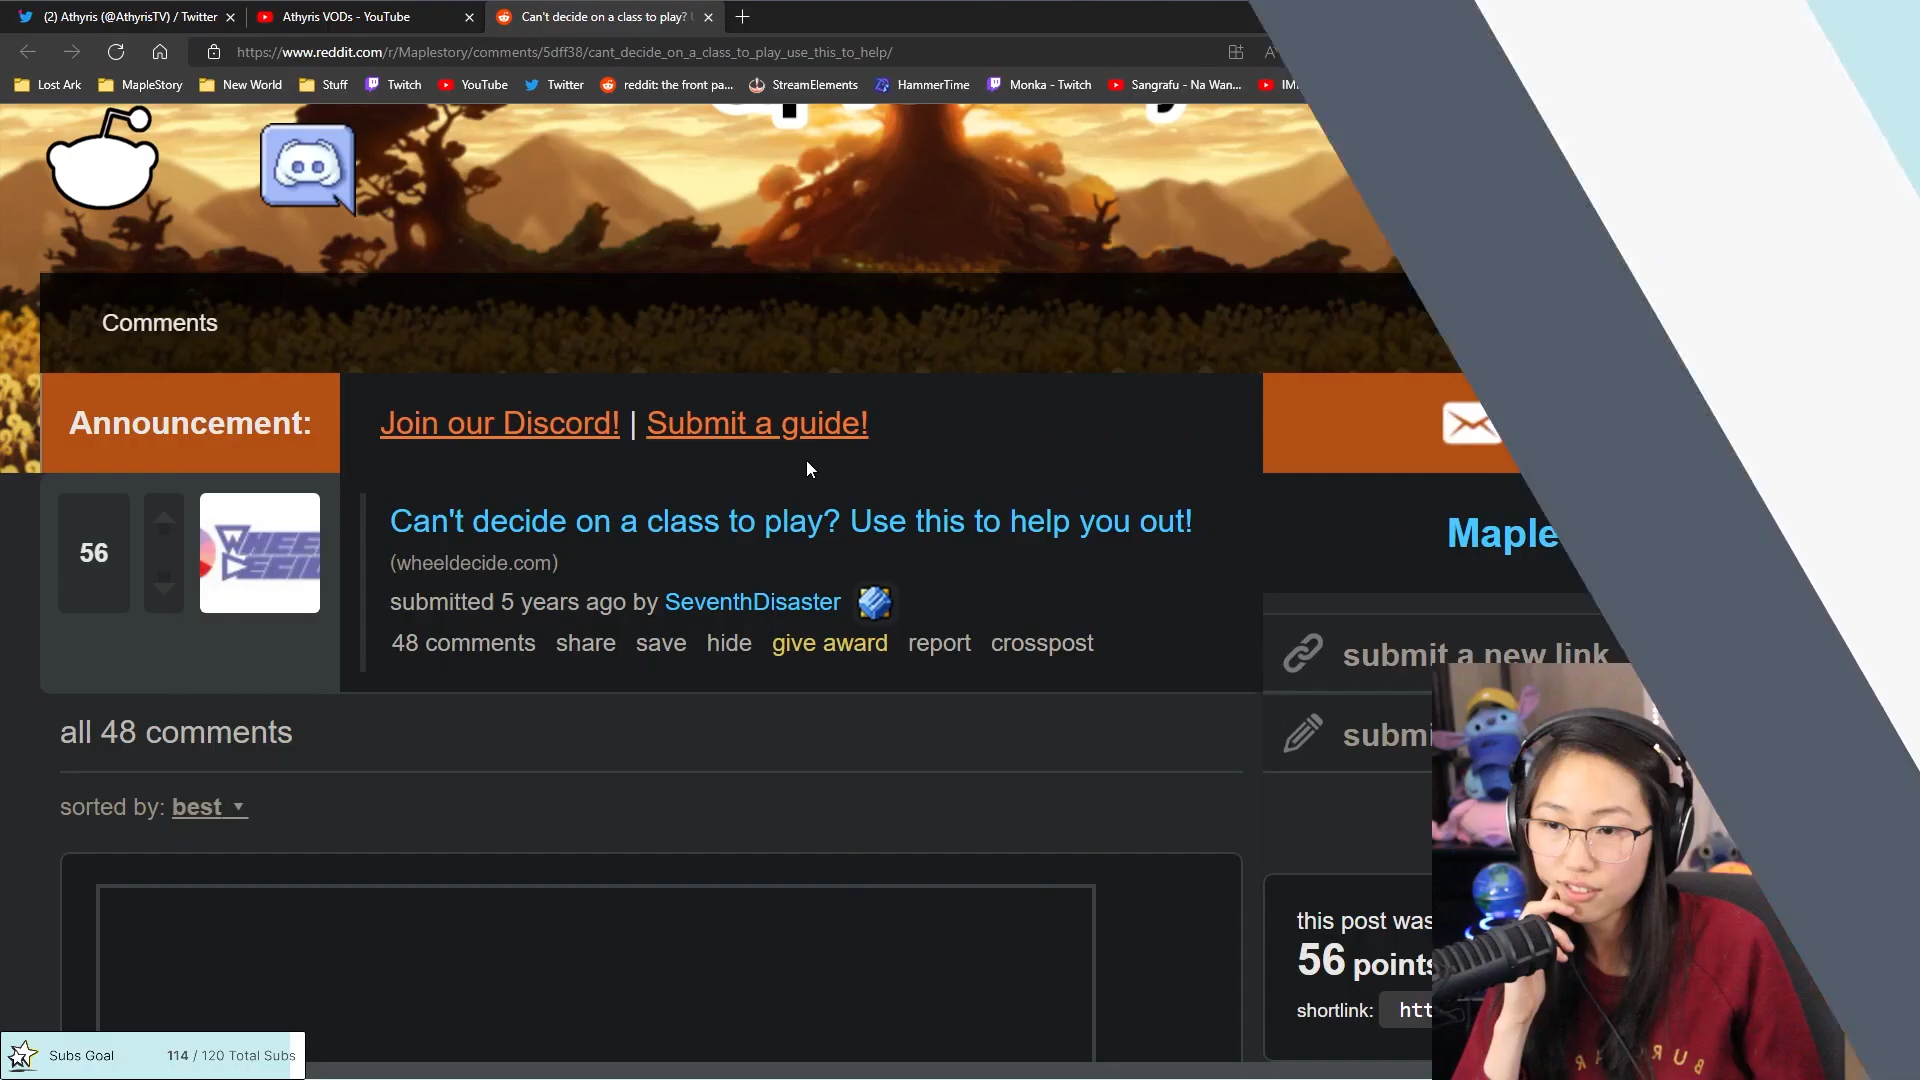 (2) Athyris (@AthyrisTV) / Twitter
Athyris VODs - YouTube
Can't decide on a class to play?
https://www.reddit.com/r/Maplestory/comments/5dff38/cant_decide_on_a_class_to_play_use_this_to_help/
Lost Ark
MapleStory
New World
Stuff
Twitch
YouTube
Twitter
reddit: the front pa...
StreamElements
HammerTime
Monka - Twitch
Sangrafu - Na Wan...
Comments
Announcement:
Join our Discord! | Submit a guide!
56
WHEEL
DECID
Can't decide on a class to play? Use this to help you out!
(wheeldecide.com)
submitted 5 years ago by SeventhDisaster
48 comments share save hide give award report crosspost
Maple
submit a new link
submi
all 48 comments
sorted by: best
this post was
56 points
shortlink: htt
Subs Goal 114 / 120 Total Subs